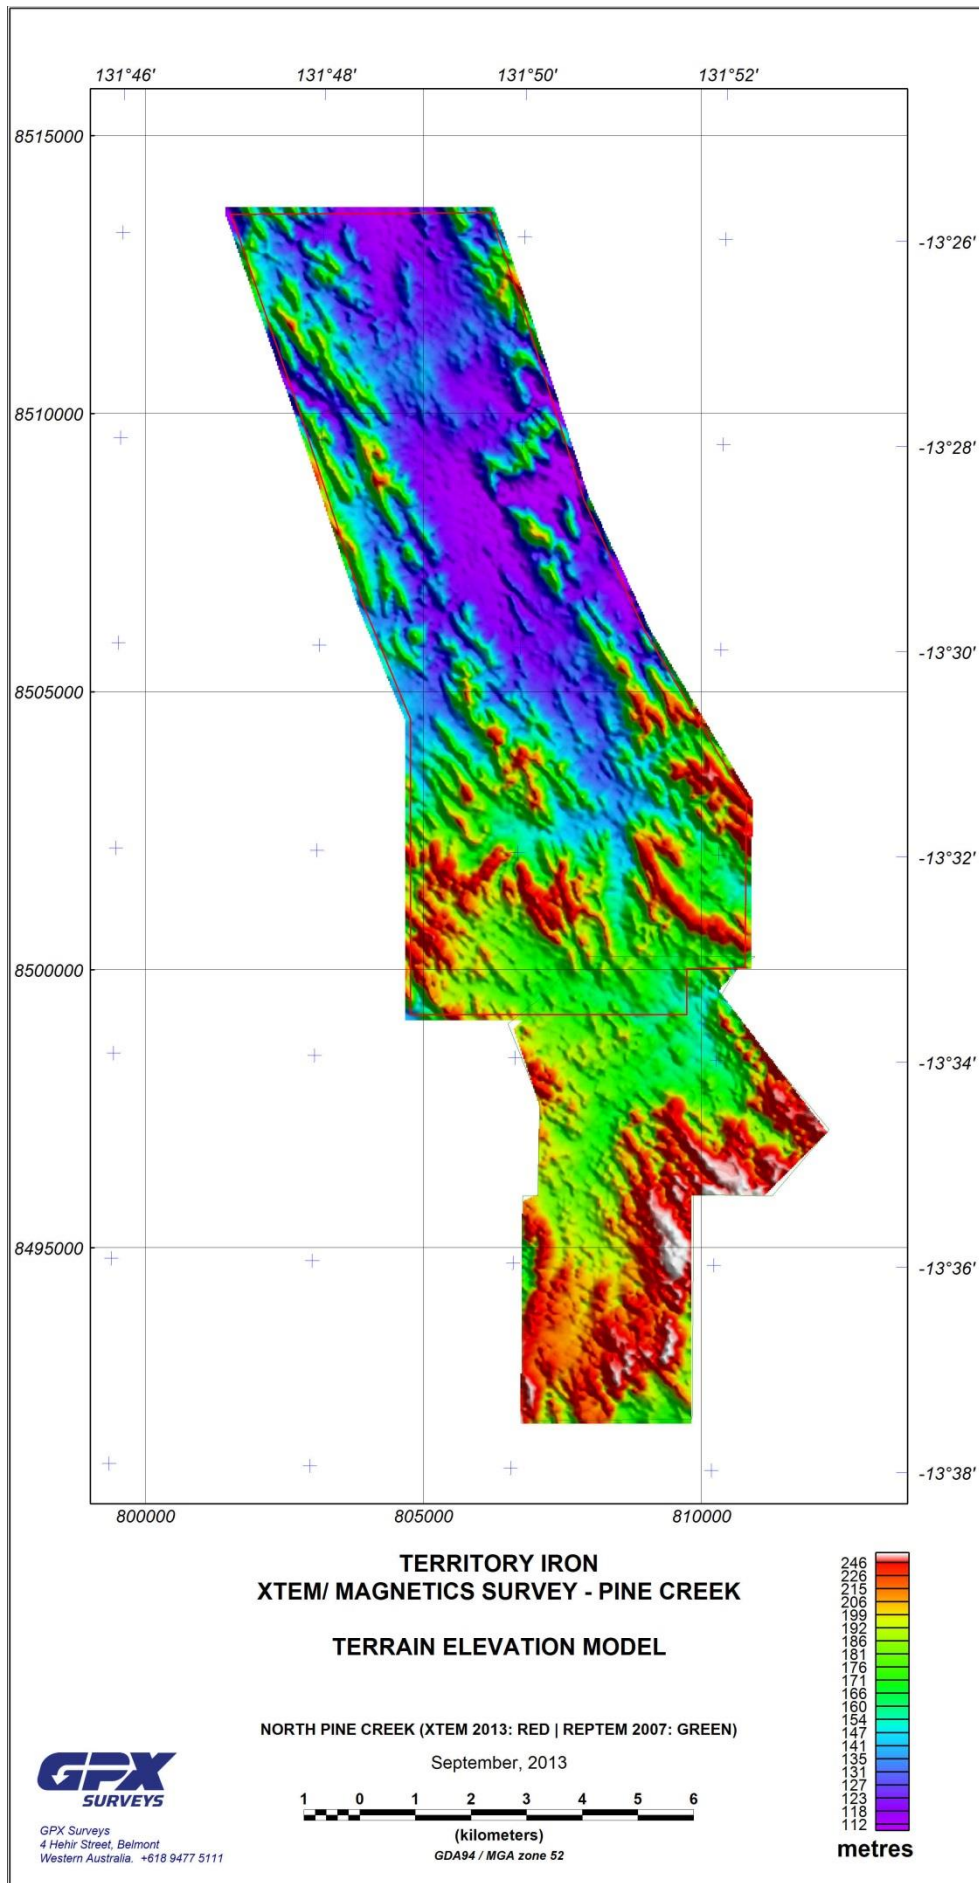 131°46' 131°48' 131°50' 131°52'
8515000
-13°26'
8510000
-13°28'
-13°30'
8505000
-13°32'
8500000
-13°34'
8495000
-13°36'
-13°38'
800000 805000 810000
TERRITORY IRON
XTEM/ MAGNETICS SURVEY - PINE CREEK
TERRAIN ELEVATION MODEL
NORTH PINE CREEK (XTEM 2013: RED | REPTEM 2007: GREEN)
September, 2013
1 0 1 2 3 4 5 6
(kilometers)
GDA94 / MGA zone 52
246
226
215
206
199
192
186
181
176
171
166
160
154
147
141
135
131
127
123
118
112
metres
GPX
SURVEYS
GPX Surveys
4 Hehir Street, Belmont
Western Australia. +618 9477 5111